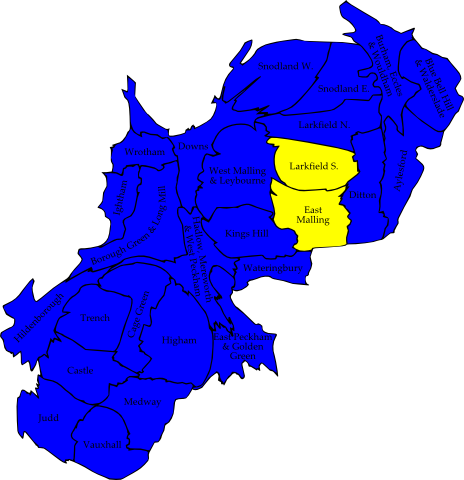 Snodland W.
Snodland E.
Burham, Eccles
& Wouldham
Blue Bell Hill
& Walderslade
Larkfield N.
Aylesford
Downs
Wrotham
West Malling
& Leybourne
Larkfield S.
Ditton
Ightham
East
Malling
Borough Green & Long Mill
Kings Hill
Hadlow, Mereworth
& West Peckham
Wateringbury
Hildenborough
Trench
Cage Green
Higham
East Peckham
& Golden
Green
Castle
Medway
Judd
Vauxhall